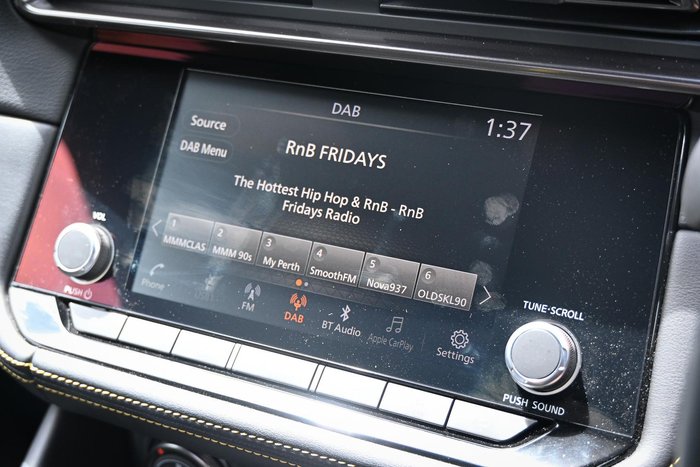 DAB
1:37
Source
DAB Menu
RnB FRIDAYS
The Hottest Hip Hop & RnB - RnB
Fridays Radio
1
MMMCLAS
2
MMM 90s
3
My Perth
4
SmoothFM
5
Nova937
6
OLDSKL90
Phone
FM
DAB
BT Audio
Apple CarPlay
Settings
VOL
PUSH
TUNE·SCROLL
PUSH SOUND